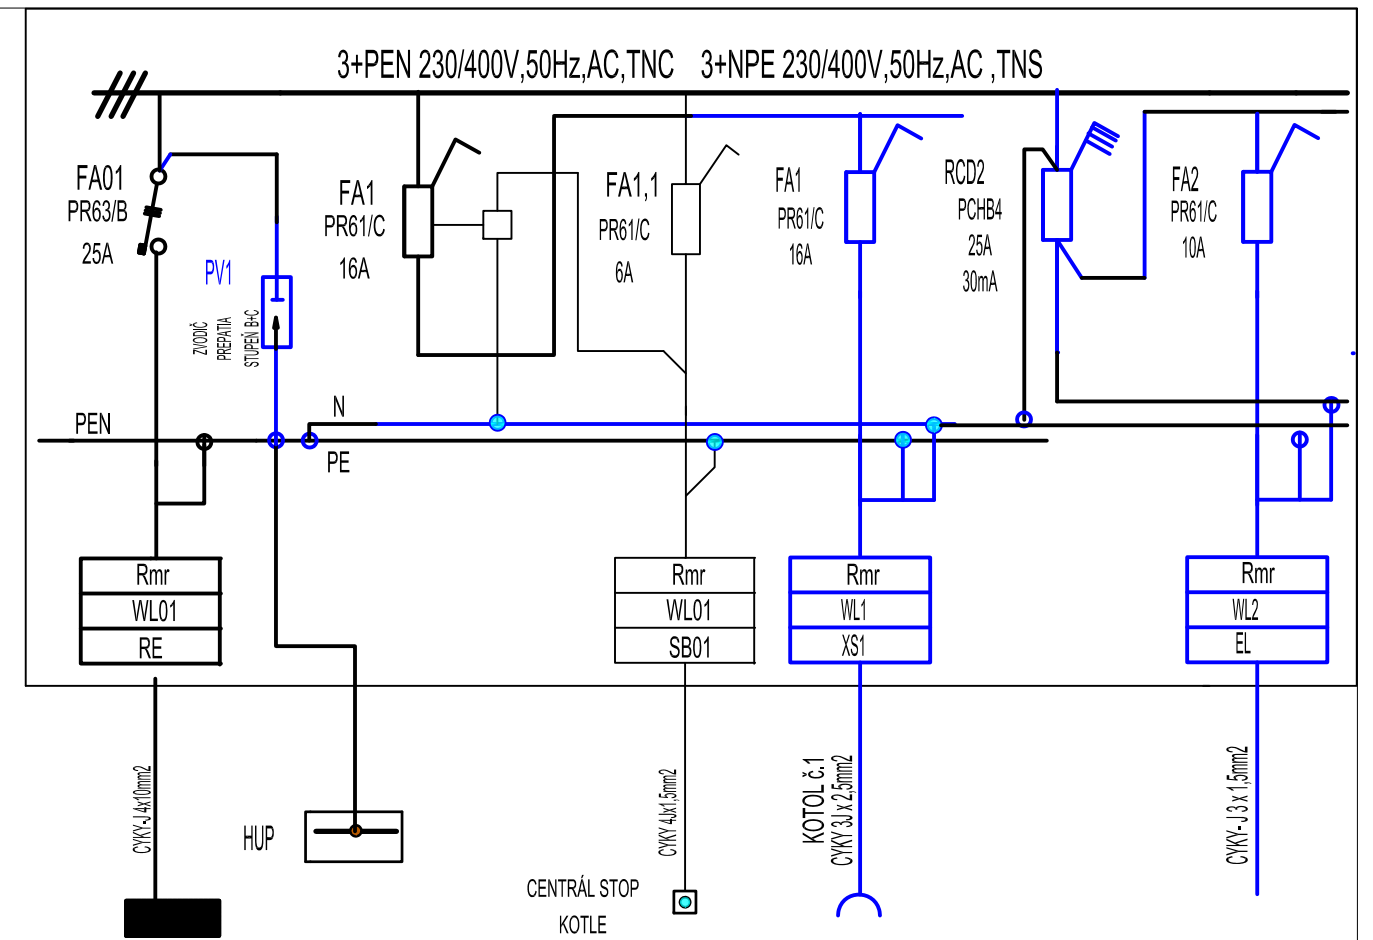 3+PEN 230/400V,50Hz,AC,TNC 3+NPE 230/400V,50Hz,AC ,TNS
FA01
PR63/B
25A
PV1
ZVODIČ
PREPATIA
STUPEŇ B+C
FA1
PR61/C
16A
FA1,1
PR61/C
6A
FA1
PR61/C
16A
RCD2
PCHB4
25A
30mA
FA2
PR61/C
10A
PEN
N
PE
Rmr
WL01
RE
Rmr
WL01
SB01
Rmr
WL1
XS1
Rmr
WL2
EL
CYKY-J 4x10mm2
HUP
CYKY 4Jx1,5mm2
CENTRÁL STOP
KOTLE
KOTOL č.1
CYKY 3J x 2,5mm2
CYKY- J 3 x 1,5mm2